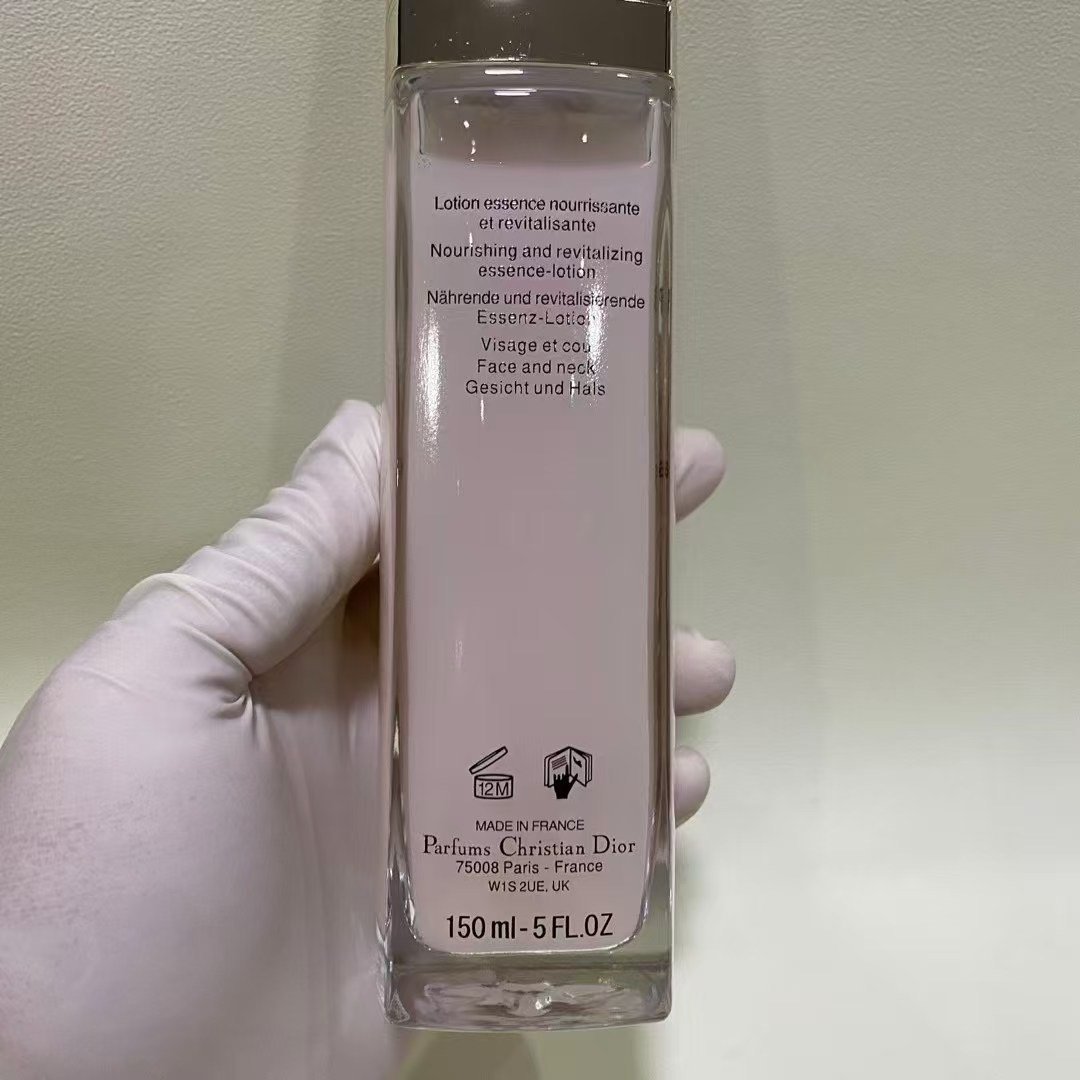 Lotion essence nourrissante
et revitalisante
Nourishing and revitalizing
essence-lotion
Nährende und revitalisierende
Essenz-Lotion
Visage et cou
Face and neck
Gesicht und Hals
12M
MADE IN FRANCE
Parfums Christian Dior
75008 Paris - France
W1S 2UE, UK
150 ml - 5 FL.OZ